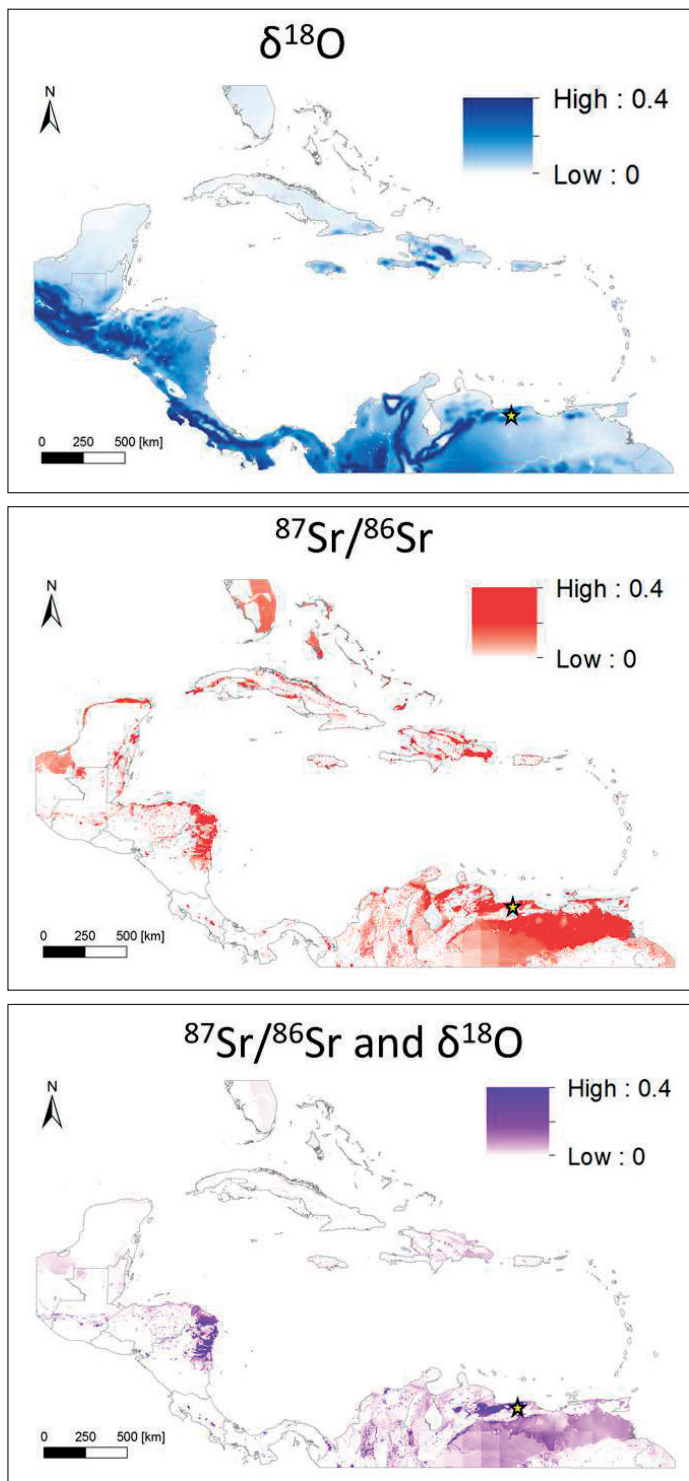 δ¹⁸O
N
High : 0.4
Low : 0
0 250 500 [km]
⁸⁷Sr/⁸⁶Sr
N
High : 0.4
Low : 0
0 250 500 [km]
⁸⁷Sr/⁸⁶Sr and δ¹⁸O
N
High : 0.4
Low : 0
0 250 500 [km]